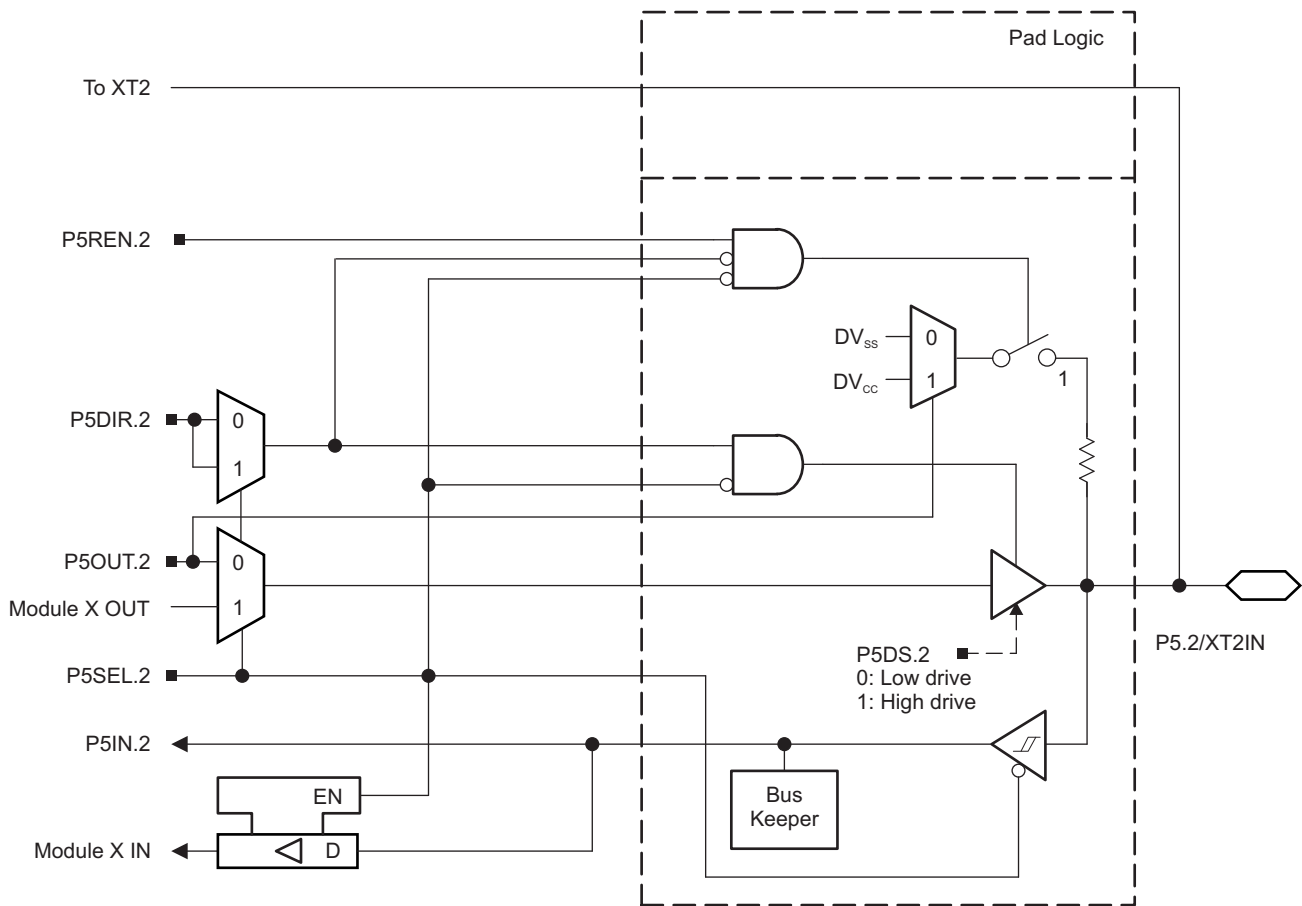 Pad Logic
To XT2
P5REN.2
DVSS
0
DVCC
1
1
P5DIR.2
0
1
P5OUT.2
0
Module X OUT
1
P5SEL.2
P5DS.2
0: Low drive
1: High drive
P5.2/XT2IN
P5IN.2
Bus
Keeper
EN
Module X IN
D